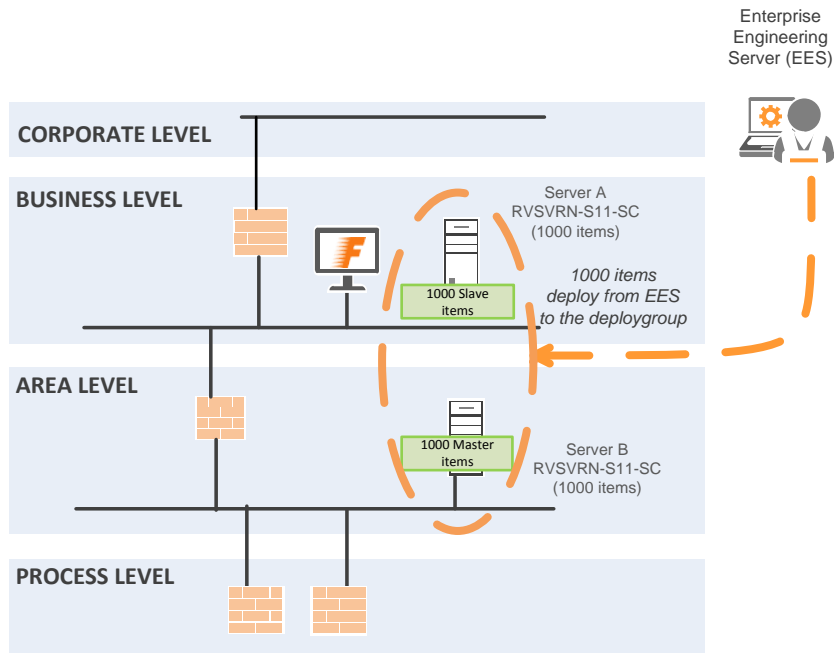 Enterprise
Engineering
Server (EES)
CORPORATE LEVEL
BUSINESS LEVEL
Server A
RVSVRN-S11-SC
(1000 items)
F
1000 Slave
items
1000 items
deploy from EES
to the deploygroup
AREA LEVEL
1000 Master
items
Server B
RVSVRN-S11-SC
(1000 items)
PROCESS LEVEL